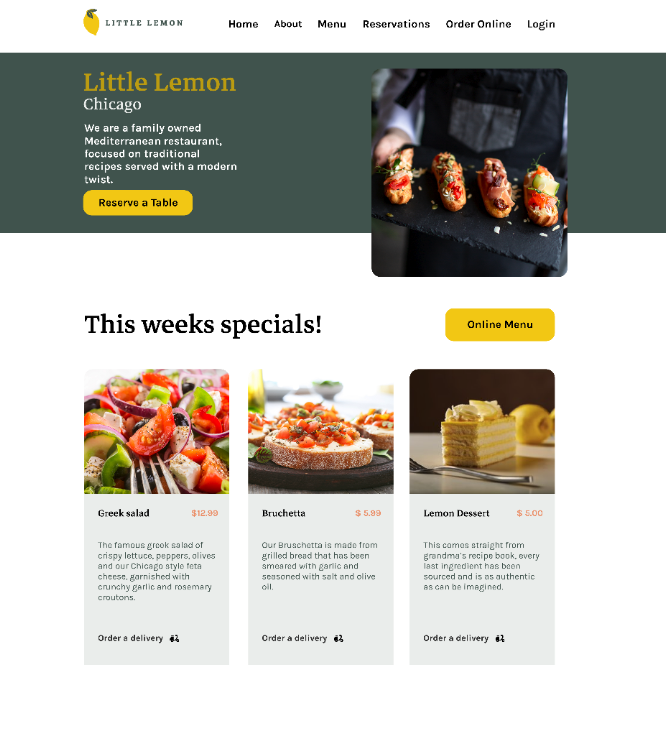 LITTLE LEMON
Home About Menu Reservations Order Online Login
Little Lemon
Chicago
We are a family owned
Mediterranean restaurant,
focused on traditional
recipes served with a modern
twist.
Reserve a Table
This weeks specials!
Online Menu
Greek salad $12.99
The famous greek salad of
crispy lettuce, peppers, olives
and our Chicago style feta
cheese, garnished with
crunchy garlic and rosemary
croutons.
Order a delivery
Bruchetta $ 5.99
Our Bruschetta is made from
grilled bread that has been
smeared with garlic and
seasoned with salt and olive
oil.
Order a delivery
Lemon Dessert $ 5.00
This comes straight from
grandma's recipe book, every
last ingredient has been
sourced and is as authentic
as can be imagined.
Order a delivery